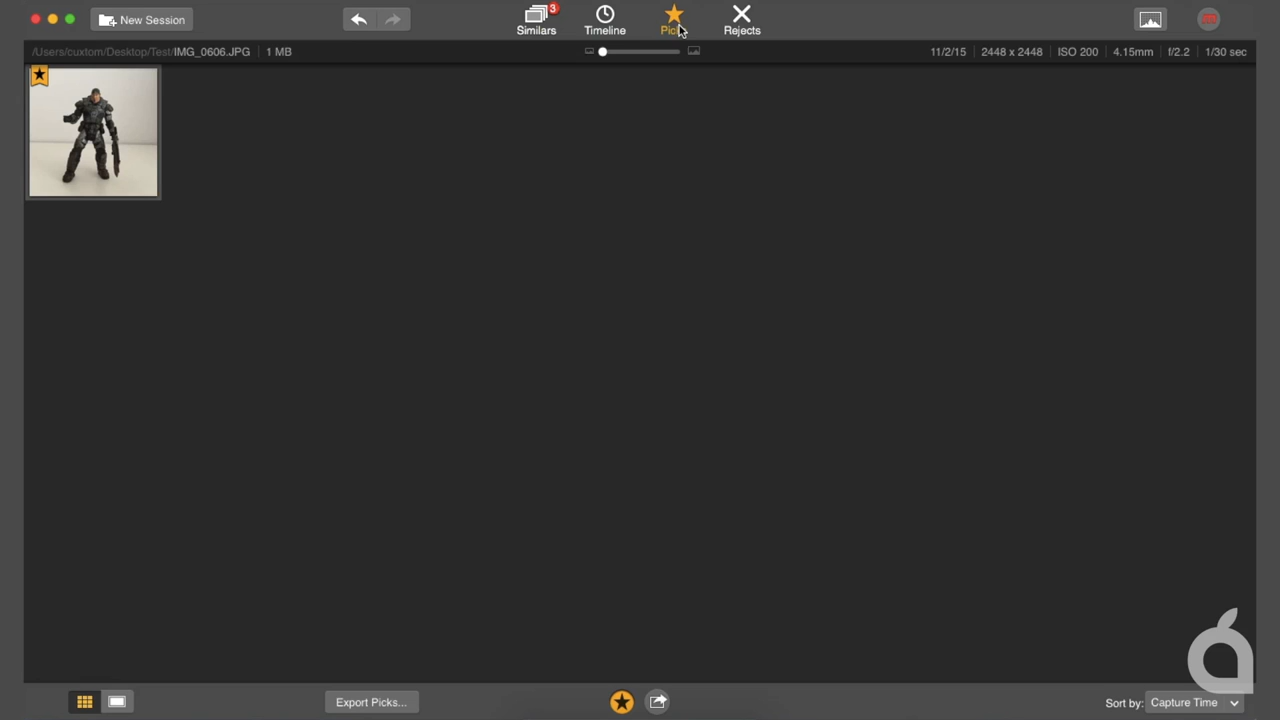 New Session
3
Similars
Timeline
Rejects
/Users/cuxtom/Desktop/Test/IMG_0606.JPG | 1 MB
11/2/15 | 2448 x 2448 | ISO 200 | 4.15mm | f/2.2 | 1/30 sec
Export Picks...
Sort by: Capture Time